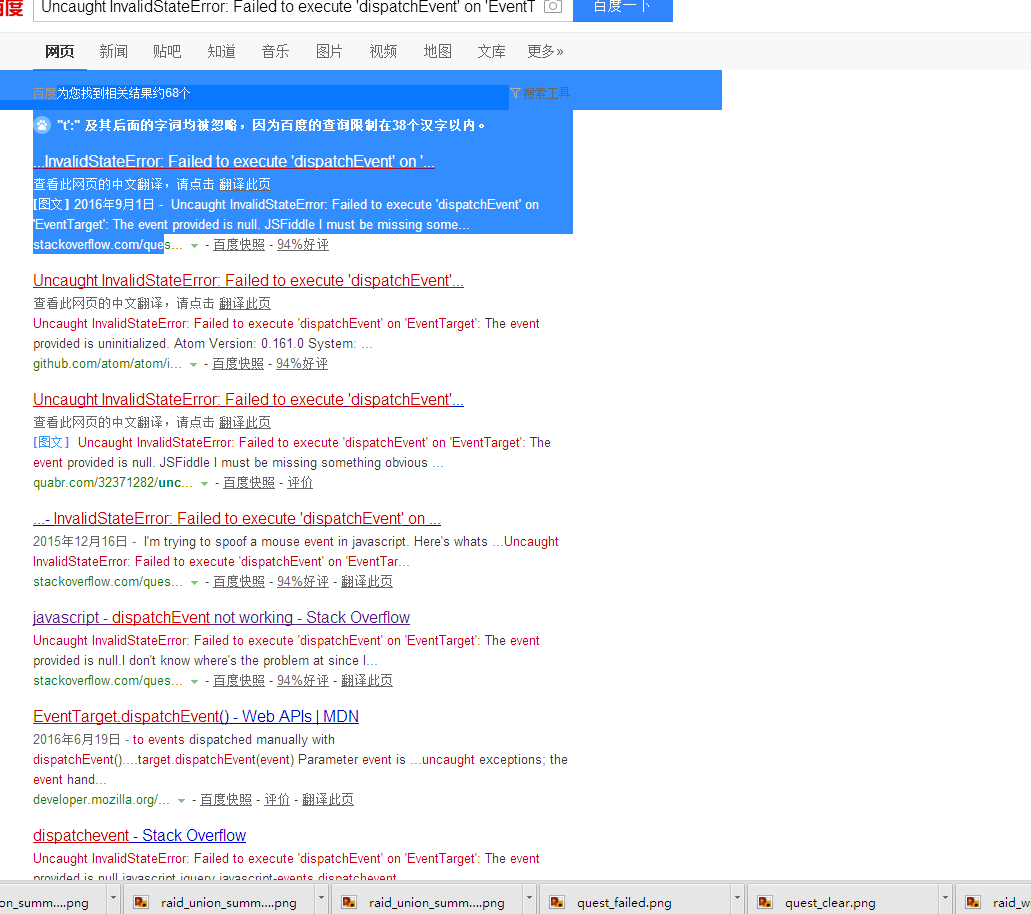 百度
Uncaught InvalidStateError: Failed to execute 'dispatchEvent' on 'EventT
百度一下
网页 新闻 贴吧 知道 音乐 图片 视频 地图 文库 更多»
百度为您找到相关结果约68个 搜索工具
"t':" 及其后面的字词均被忽略，因为百度的查询限制在38个汉字以内。
...InvalidStateError: Failed to execute 'dispatchEvent' on '...
查看此网页的中文翻译，请点击 翻译此页
[图文] 2016年9月1日 - Uncaught InvalidStateError: Failed to execute 'dispatchEvent' on
'EventTarget': The event provided is null. JSFiddle I must be missing some...
stackoverflow.com/ques... - 百度快照 - 94%好评
Uncaught InvalidStateError: Failed to execute 'dispatchEvent'...
查看此网页的中文翻译，请点击 翻译此页
Uncaught InvalidStateError: Failed to execute 'dispatchEvent' on 'EventTarget': The event
provided is uninitialized. Atom Version: 0.161.0 System: ...
github.com/atom/atom/i... - 百度快照 - 94%好评
Uncaught InvalidStateError: Failed to execute 'dispatchEvent'...
查看此网页的中文翻译，请点击 翻译此页
[图文] Uncaught InvalidStateError: Failed to execute 'dispatchEvent' on 'EventTarget': The
event provided is null. JSFiddle I must be missing something obvious ...
quabr.com/32371282/unc... - 百度快照 - 评价
...- InvalidStateError: Failed to execute 'dispatchEvent' on ...
2015年12月16日 - I'm trying to spoof a mouse event in javascript. Here's whats ...Uncaught
InvalidStateError: Failed to execute 'dispatchEvent' on 'EventTar...
stackoverflow.com/ques... - 百度快照 - 94%好评 - 翻译此页
javascript - dispatchEvent not working - Stack Overflow
Uncaught InvalidStateError: Failed to execute 'dispatchEvent' on 'EventTarget': The event
provided is null.I don't know where's the problem at since I...
stackoverflow.com/ques... - 百度快照 - 94%好评 - 翻译此页
EventTarget.dispatchEvent() - Web APIs | MDN
2016年6月19日 - to events dispatched manually with
dispatchEvent()....target.dispatchEvent(event) Parameter event is ...uncaught exceptions; the
event hand...
developer.mozilla.org/... - 百度快照 - 评价 - 翻译此页
dispatchevent - Stack Overflow
Uncaught InvalidStateError: Failed to execute 'dispatchEvent' on 'EventTarget': The event
provided is null.javascript jquery javascript-events dispatchevent
on_summ....png raid_union_summ....png raid_union_summ....png quest_failed.png quest_clear.png raid_w